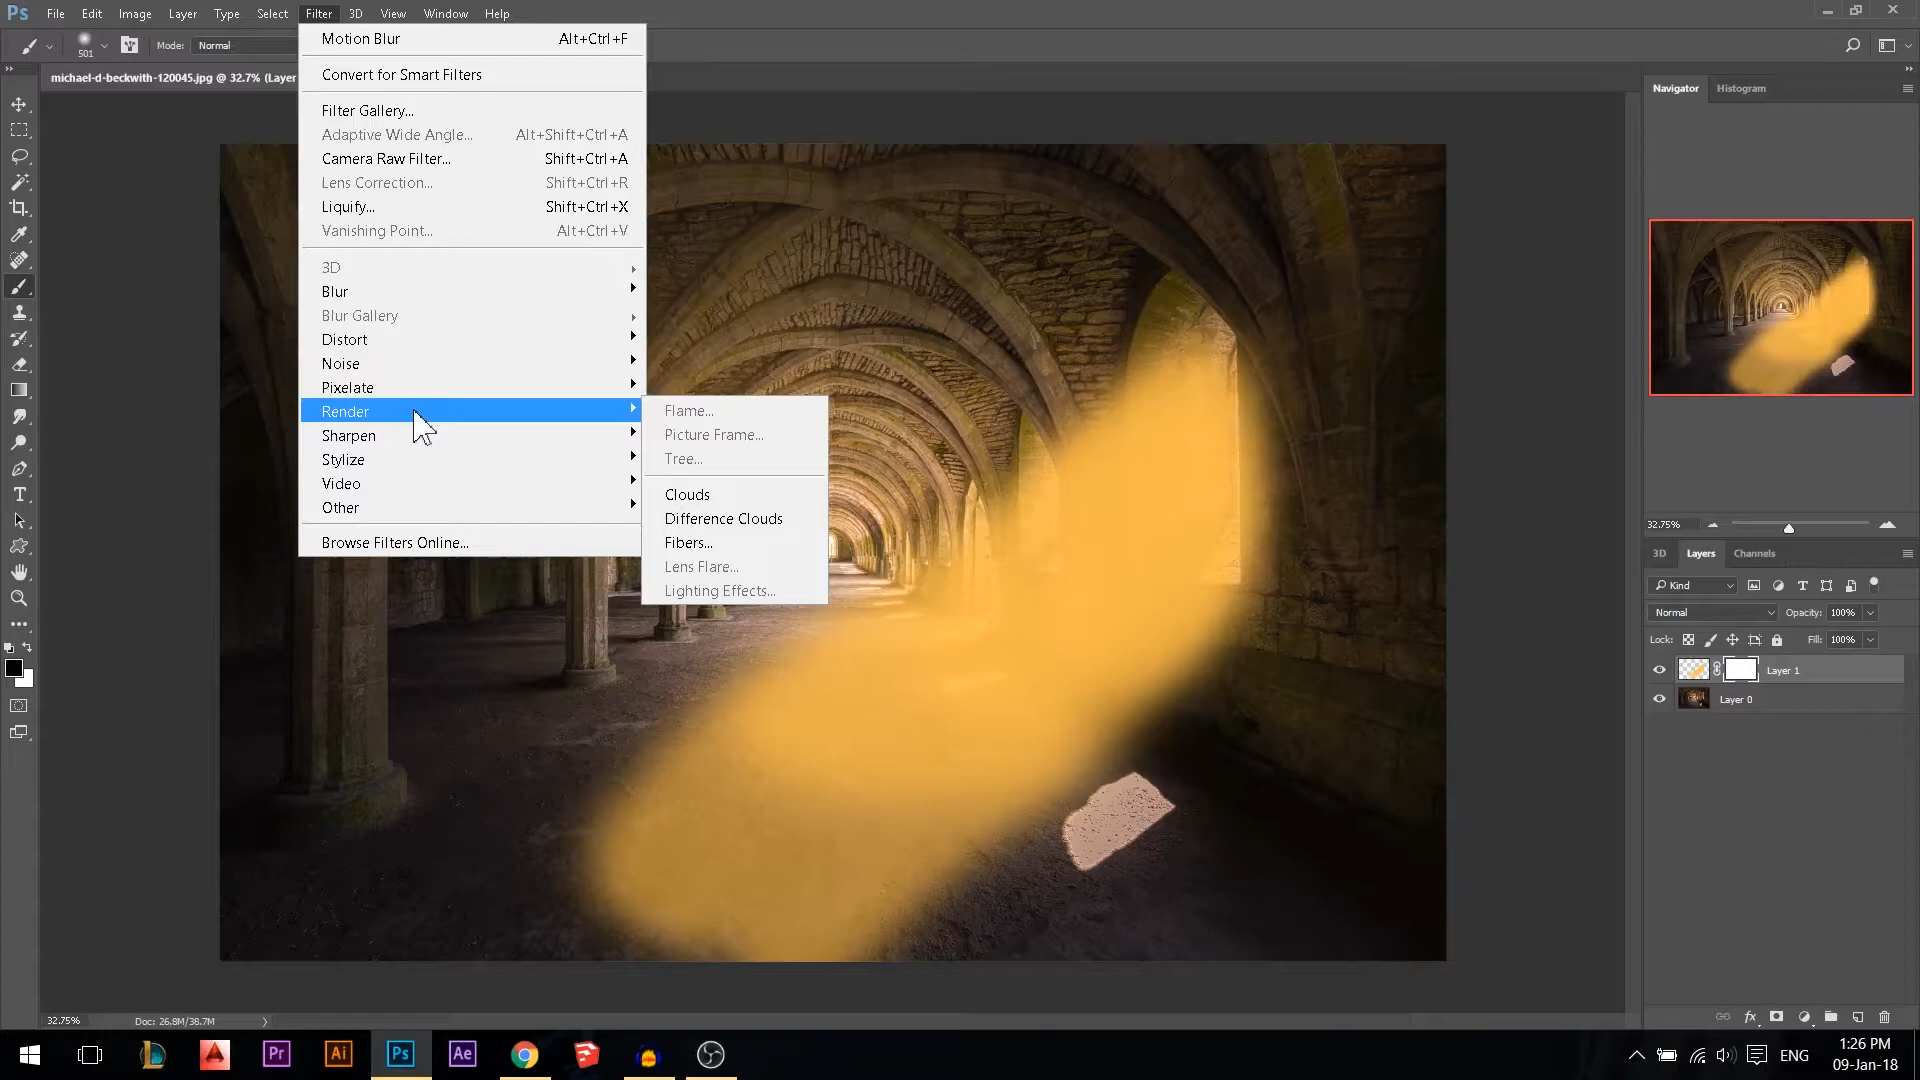 Ps File Edit Image Layer Type Select Filter 3D View Window Help
501 Mode: Normal
michael-d-beckwith-120045.jpg @ 32.7% (Layer
Motion Blur Alt+Ctrl+F
Convert for Smart Filters
Filter Gallery...
Adaptive Wide Angle... Alt+Shift+Ctrl+A
Camera Raw Filter... Shift+Ctrl+A
Lens Correction... Shift+Ctrl+R
Liquify... Shift+Ctrl+X
Vanishing Point... Alt+Ctrl+V
3D
Blur
Blur Gallery
Distort
Noise
Pixelate
Render
Sharpen
Stylize
Video
Other
Browse Filters Online...
Flame...
Picture Frame...
Tree...
Clouds
Difference Clouds
Fibers...
Lens Flare...
Lighting Effects...
Navigator Histogram
32.75%
3D Layers Channels
Kind
Normal Opacity: 100%
Lock: Fill: 100%
Layer 1
Layer 0
fx
32.75% Doc: 26.8M/38.7M
Pr Ai Ps Ae
ENG
1:26 PM
09-Jan-18